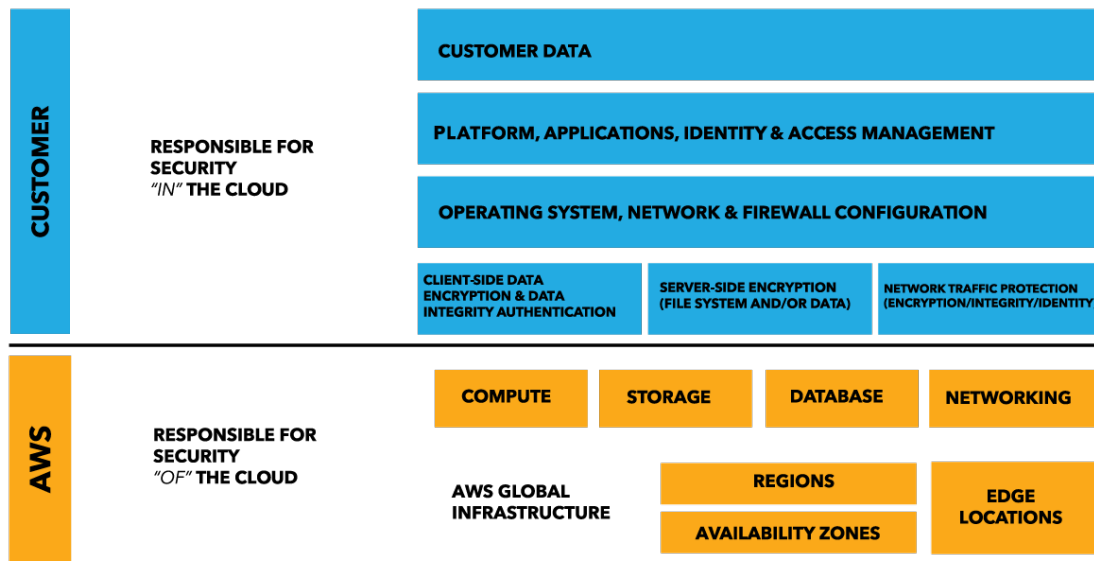 CUSTOMER
RESPONSIBLE FOR
SECURITY
“IN” THE CLOUD
CUSTOMER DATA
PLATFORM, APPLICATIONS, IDENTITY & ACCESS MANAGEMENT
OPERATING SYSTEM, NETWORK & FIREWALL CONFIGURATION
CLIENT-SIDE DATA
ENCRYPTION & DATA
INTEGRITY AUTHENTICATION
SERVER-SIDE ENCRYPTION
(FILE SYSTEM AND/OR DATA)
NETWORK TRAFFIC PROTECTION
(ENCRYPTION/INTEGRITY/IDENTITY
AWS
RESPONSIBLE FOR
SECURITY
“OF” THE CLOUD
COMPUTE
STORAGE
DATABASE
NETWORKING
AWS GLOBAL
INFRASTRUCTURE
REGIONS
AVAILABILITY ZONES
EDGE
LOCATIONS